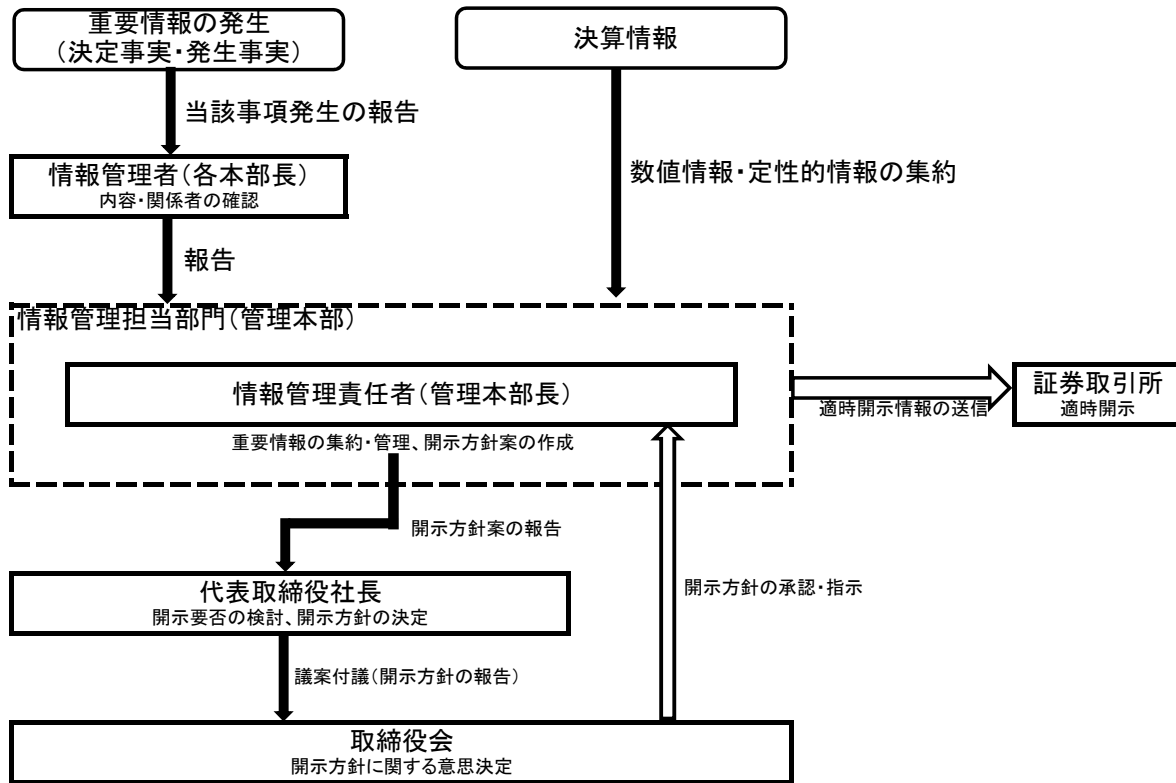 重要情報の発生
(決定事実・発生事実)
決算情報
当該事項発生の報告
情報管理者(各本部長)
内容・関係者の確認
数値情報・定性的情報の集約
報告
情報管理担当部門(管理本部)
情報管理責任者(管理本部長)
重要情報の集約・管理、開示方針案の作成
適時開示情報の送信
証券取引所
適時開示
開示方針案の報告
代表取締役社長
開示要否の検討、開示方針の決定
開示方針の承認・指示
議案付議(開示方針の報告)
取締役会
開示方針に関する意思決定